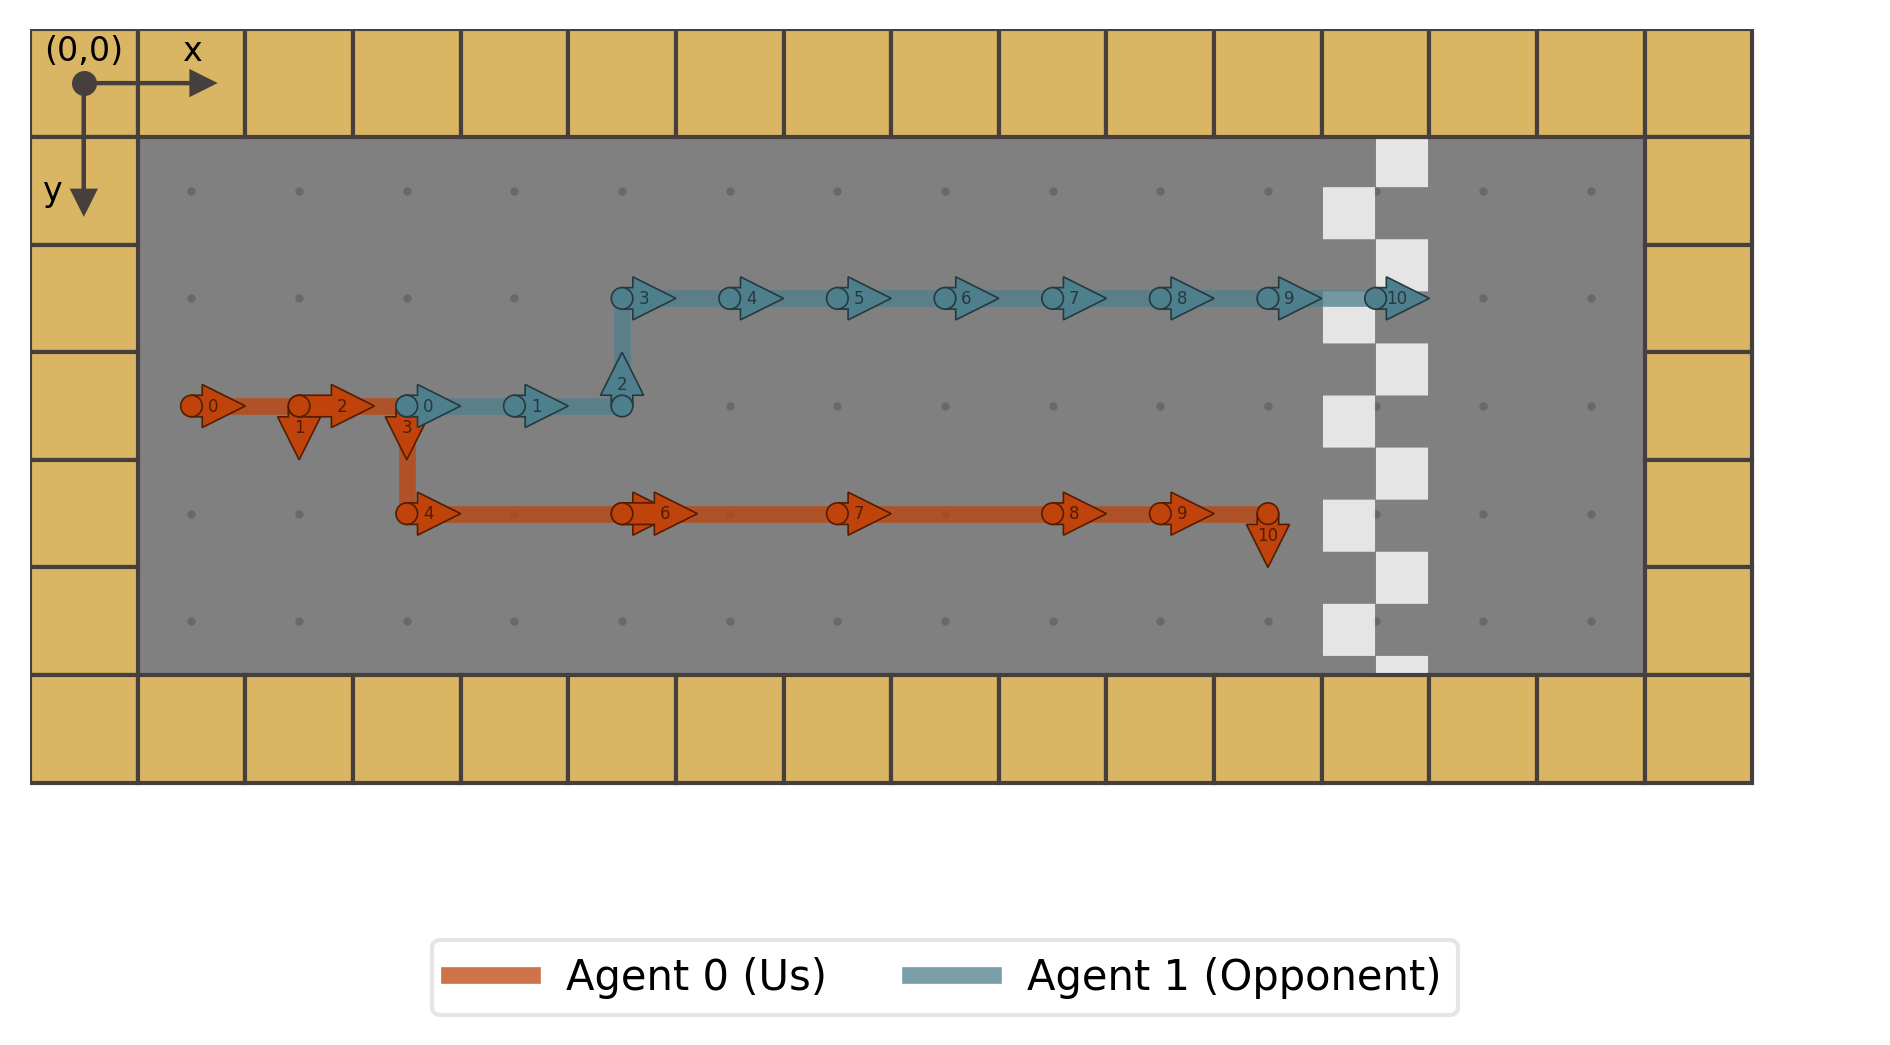 (0,0) x
y
3 4 5 6 7 8 9 10
2
0 1 2 3 0 1
4 6 7 8 9 10
Agent 0 (Us) Agent 1 (Opponent)